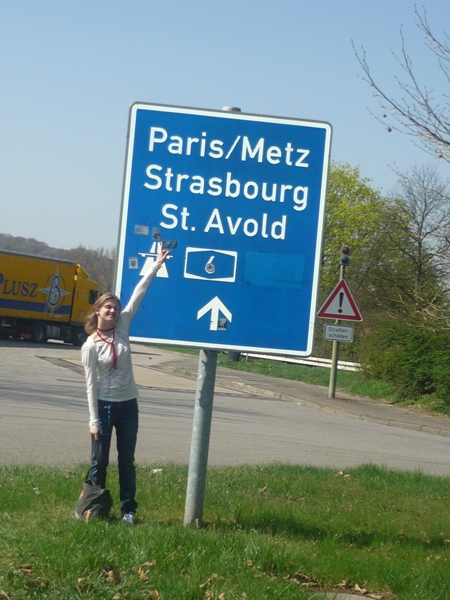 Paris/Metz
Strasbourg
St. Avold
6
Straßen-
schäden
PLUSZ